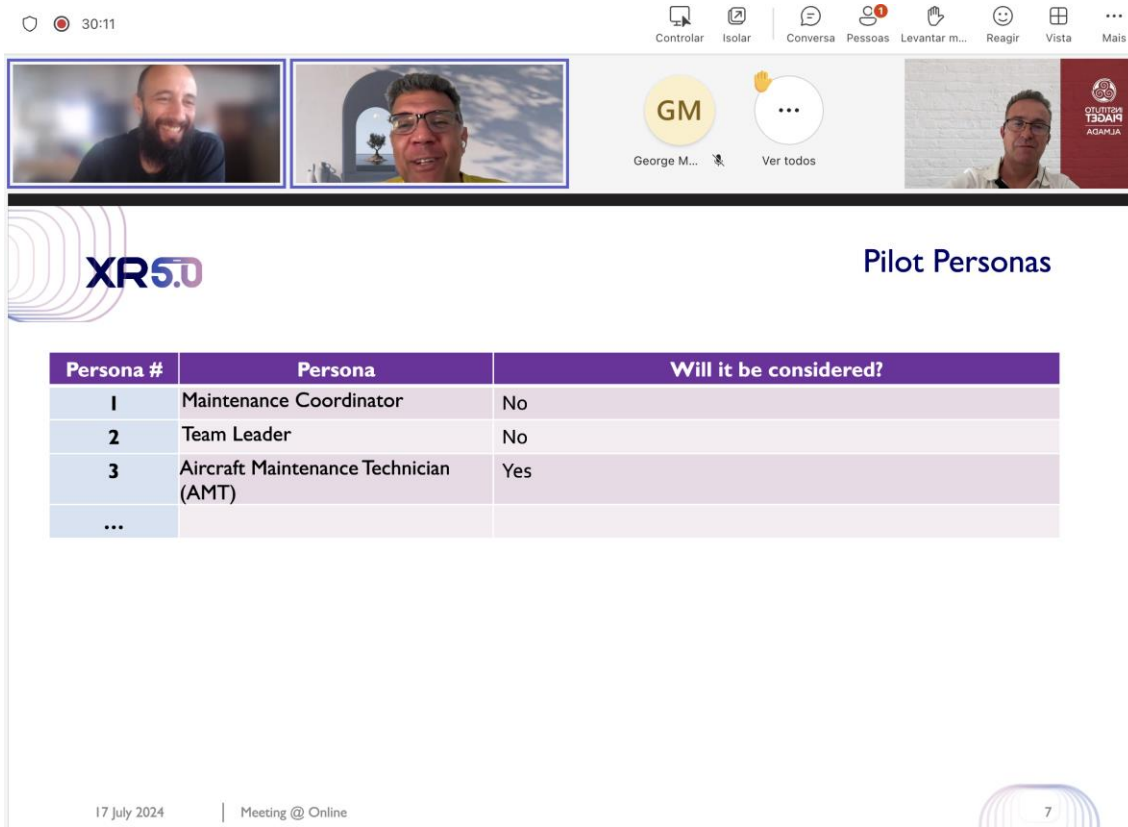 30:11
Controlar Isolar Conversa Pessoas 1 Levantar m... Reagir Vista Mais
GM
George M...
Ver todos
INSTITUTO
PIAGET
ALMADA
XR5.0
Pilot Personas
Persona # Persona Will it be considered?
1 Maintenance Coordinator No
2 Team Leader No
3 Aircraft Maintenance Technician Yes
(AMT)
...
17 July 2024 Meeting @ Online 7